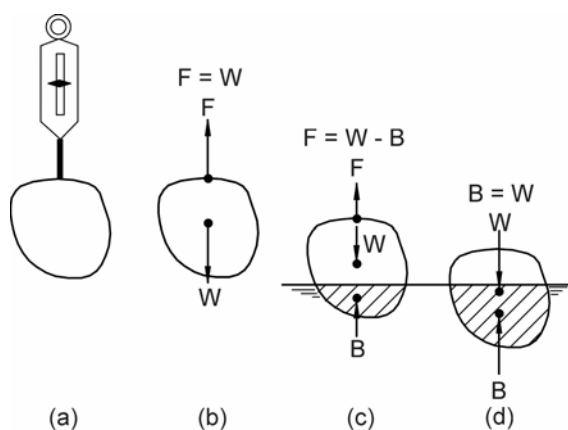 F = W
F
W
F = W - B
F
W
B
B = W
W
B
(a)
(b)
(c)
(d)